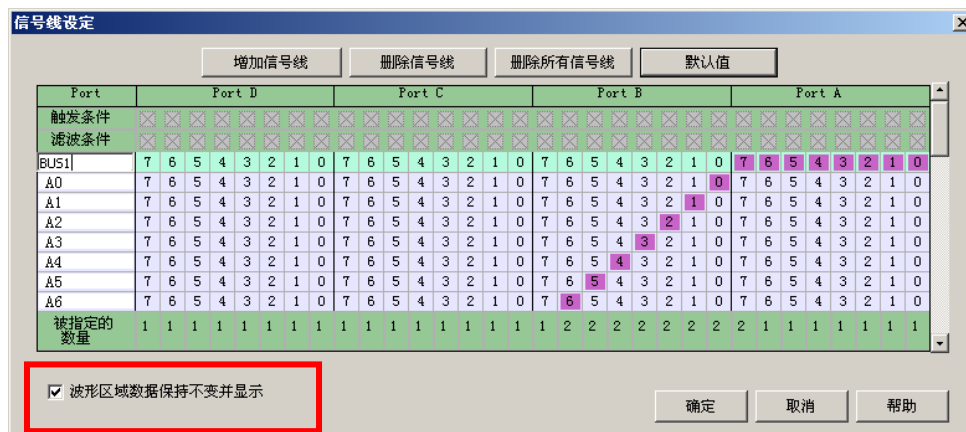 信号线设定
增加信号线 删除信号线 删除所有信号线 默认值
Port Port D Port C Port B Port A
触发条件
滤波条件
BUS1 7 6 5 4 3 2 1 0 7 6 5 4 3 2 1 0 7 6 5 4 3 2 1 0 7 6 5 4 3 2 1 0
A0 7 6 5 4 3 2 1 0 7 6 5 4 3 2 1 0 7 6 5 4 3 2 1 0 7 6 5 4 3 2 1 0
A1 7 6 5 4 3 2 1 0 7 6 5 4 3 2 1 0 7 6 5 4 3 2 1 0 7 6 5 4 3 2 1 0
A2 7 6 5 4 3 2 1 0 7 6 5 4 3 2 1 0 7 6 5 4 3 2 1 0 7 6 5 4 3 2 1 0
A3 7 6 5 4 3 2 1 0 7 6 5 4 3 2 1 0 7 6 5 4 3 2 1 0 7 6 5 4 3 2 1 0
A4 7 6 5 4 3 2 1 0 7 6 5 4 3 2 1 0 7 6 5 4 3 2 1 0 7 6 5 4 3 2 1 0
A5 7 6 5 4 3 2 1 0 7 6 5 4 3 2 1 0 7 6 5 4 3 2 1 0 7 6 5 4 3 2 1 0
A6 7 6 5 4 3 2 1 0 7 6 5 4 3 2 1 0 7 6 5 4 3 2 1 0 7 6 5 4 3 2 1 0
被指定的数量 1 1 1 1 1 1 1 1 1 1 1 1 1 1 1 1 1 2 2 2 2 2 2 2 2 1 1 1 1 1 1 1
波形区域数据保持不变并显示
确定 取消 帮助